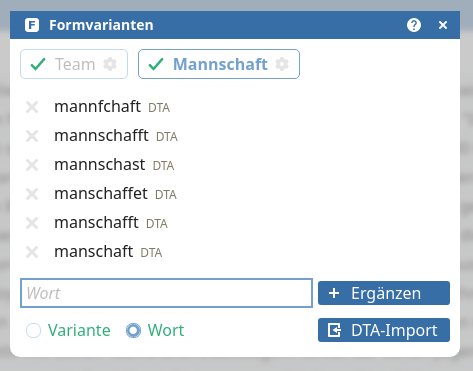 F Formvarianten ?
Team Mannschaft
mannfchaft DTA
mannschafft DTA
mannschast DTA
manschaffet DTA
manschafft DTA
manschaft DTA
Wort + Ergänzen
Variante Wort DTA-Import